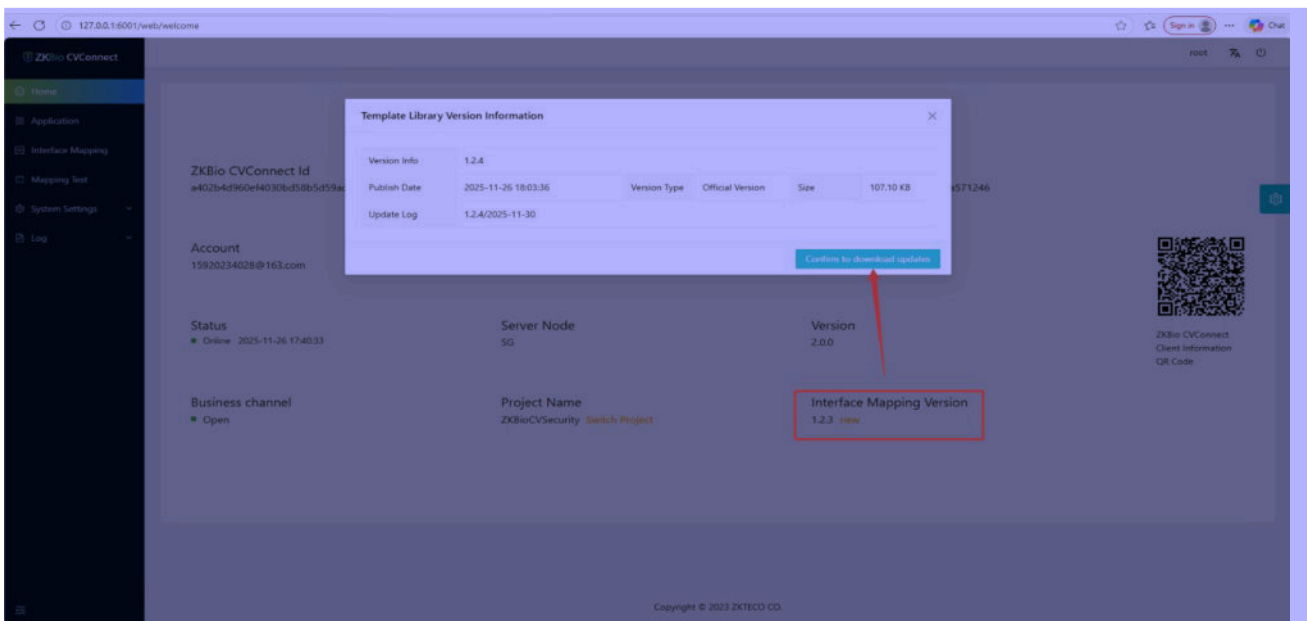 127.0.0.1:6001/web/welcome
Sign in
Chat
ZKBio CVConnect
root
Home
Application
Interface Mapping
Mapping Test
System Settings
Log
Template Library Version Information
Version Info 1.2.4
Publish Date 2025-11-26 18:03:36 Version Type Official Version Size 107.10 KB
Update Log 1.2.4/2025-11-30
Confirm to download updates
ZKBio CVConnect Id
a571246
Account
15920234028@163.com
Status
Online 2025-11-26 17:40:33
Server Node
SG
Version
2.0.0
ZKBio CVConnect
Client Information
QR Code
Business channel
Open
Project Name
ZKBioCVSecurity Switch Project
Interface Mapping Version
1.2.3 new
Copyright © 2023 ZKTECO CO.